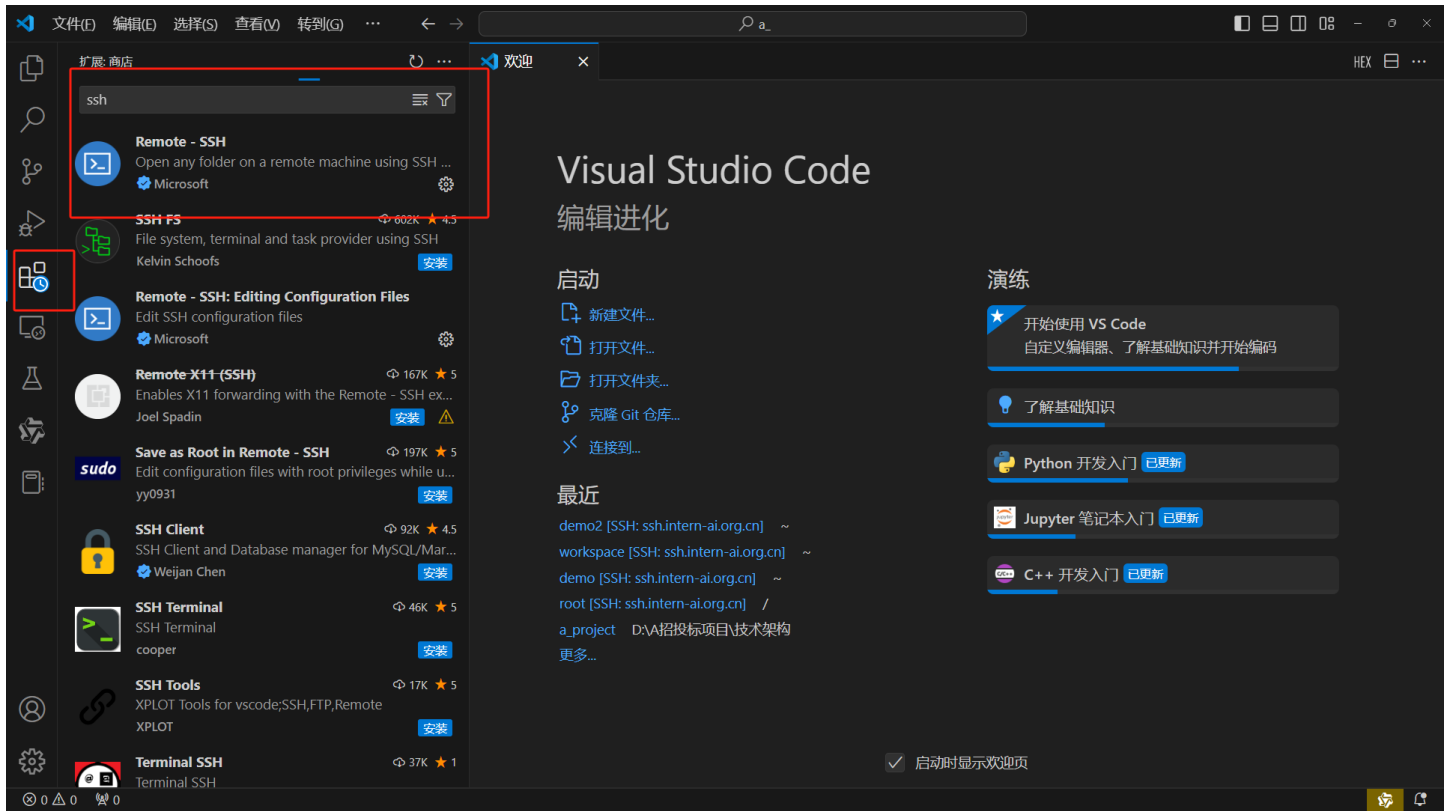 文件(F) 编辑(E) 选择(S) 查看(V) 转到(G) ··· a_
扩展: 商店
欢迎
HEX
ssh
Remote - SSH
Open any folder on a remote machine using SSH ...
Microsoft
SSH FS 602K 4.5
File system, terminal and task provider using SSH
Kelvin Schoofs 安装
Remote - SSH: Editing Configuration Files
Edit SSH configuration files
Microsoft
Remote X11 (SSH) 167K 5
Enables X11 forwarding with the Remote - SSH ex...
Joel Spadin 安装
sudo
Save as Root in Remote - SSH 197K 5
Edit configuration files with root privileges while u...
yy0931 安装
SSH Client 92K 4.5
SSH Client and Database manager for MySQL/Mar...
Weijan Chen 安装
SSH Terminal 46K 5
SSH Terminal
cooper 安装
SSH Tools 17K 5
XPLOT Tools for vscode;SSH,FTP,Remote
XPLOT 安装
Terminal SSH 37K 1
Terminal SSH
Visual Studio Code
编辑进化
启动
新建文件...
打开文件...
打开文件夹...
克隆 Git 仓库...
连接到...
最近
demo2 [SSH: ssh.intern-ai.org.cn] ~
workspace [SSH: ssh.intern-ai.org.cn] ~
demo [SSH: ssh.intern-ai.org.cn] ~
root [SSH: ssh.intern-ai.org.cn] /
a_project D:\A招投标项目\技术架构
更多...
演练
开始使用 VS Code
自定义编辑器、了解基础知识并开始编码
了解基础知识
Python 开发入门 已更新
Jupyter 笔记本入门 已更新
C++ 开发入门 已更新
启动时显示欢迎页
0 0 0